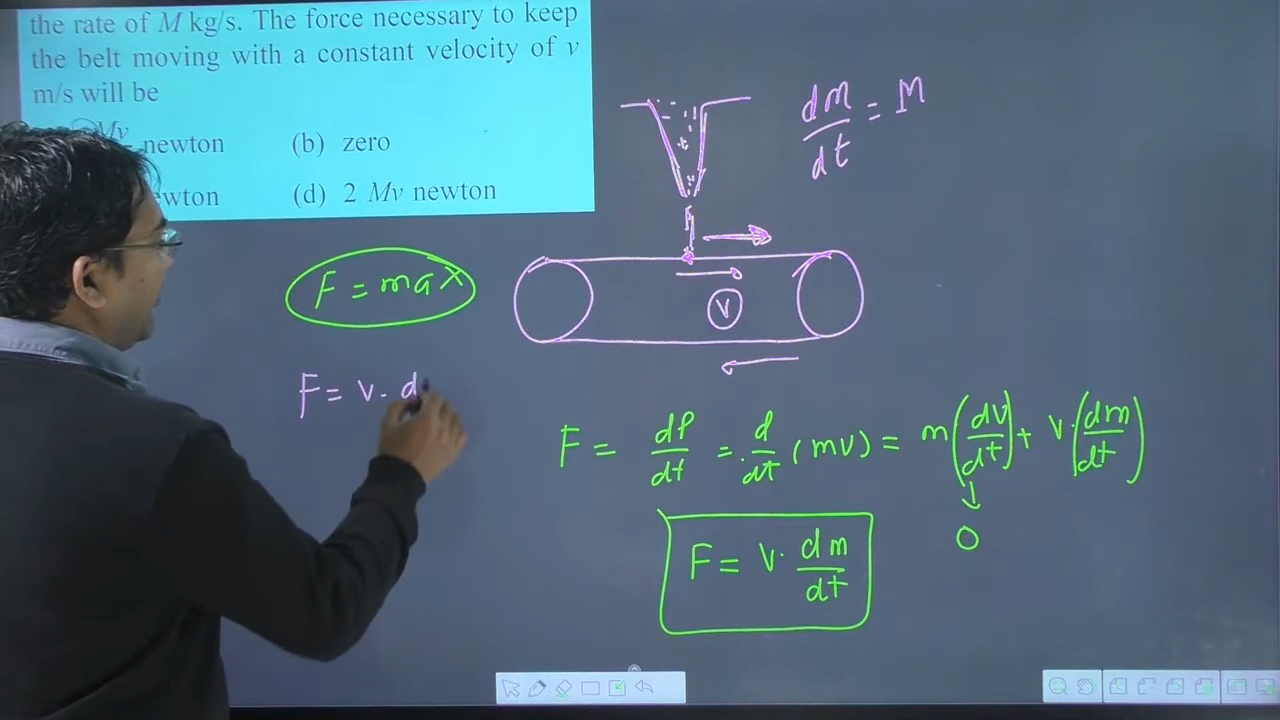 the rate of M kg/s. The force necessary to keep
the belt moving with a constant velocity of v
m/s will be
Mv newton (b) zero
(d) 2 Mv newton
dm/dt = M
F = ma X
V
F = v. d
F = dP/dt = d/dt (mv) = m(dv/dt) + v.(dm/dt)
0
F = v. dm/dt